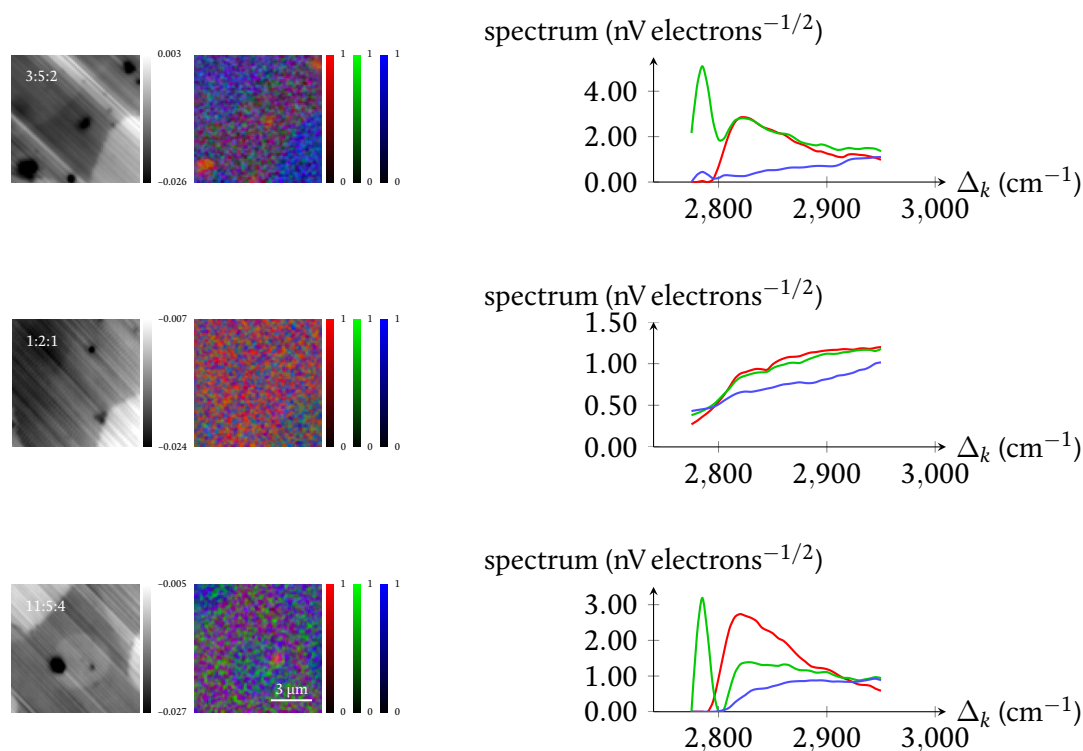 spectrum (nV electrons−1/2)
3:5:2
0.003
−0.026
1 1 1
0 0 0
4.00
2.00
0.00
2,800 2,900 3,000
Δk (cm−1)
spectrum (nV electrons−1/2)
1:2:1
−0.007
−0.024
1 1 1
0 0 0
1.50
1.00
0.50
0.00
2,800 2,900 3,000
Δk (cm−1)
spectrum (nV electrons−1/2)
11:5:4
−0.005
−0.027
1 1 1
0 0 0
3 μm
3.00
2.00
1.00
0.00
2,800 2,900 3,000
Δk (cm−1)